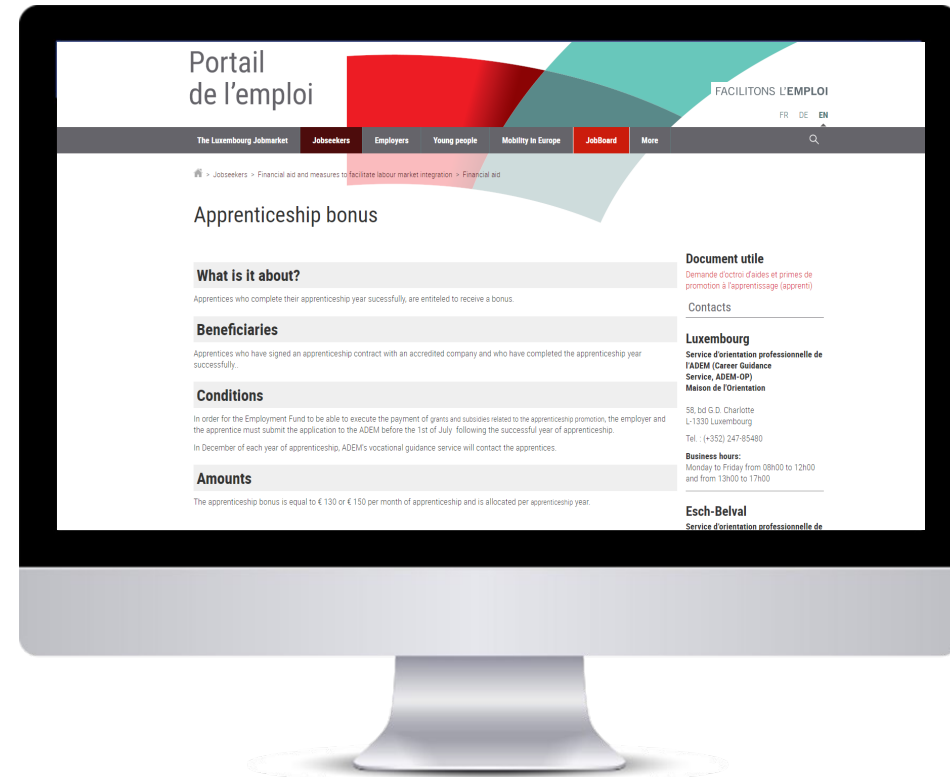 Portail
de l'emploi
FACILITONS L'EMPLOI
FR DE EN
The Luxembourg Jobmarket Jobseekers Employers Young people Mobility in Europe JobBoard More
> Jobseekers > Financial aid and measures to facilitate labour market integration > Financial aid
Apprenticeship bonus
What is it about?
Apprentices who complete their apprenticeship year sucessfully, are entiteled to receive a bonus.
Beneficiaries
Apprentices who have signed an apprenticeship contract with an accredited company and who have completed the apprenticeship year
successfully..
Conditions
In order for the Employment Fund to be able to execute the payment of grants and subsidies related to the apprenticeship promotion, the employer and
the apprentice must submit the application to the ADEM before the 1st of July following the successful year of apprenticeship.
In December of each year of apprenticeship, ADEM's vocational guidance service will contact the apprentices.
Amounts
The apprenticeship bonus is equal to € 130 or € 150 per month of apprenticeship and is allocated per apprenticeship year.
Document utile
Demande d'octroi d'aides et primes de
promotion à l'apprentissage (apprenti)
Contacts
Luxembourg
Service d'orientation professionnelle de
l'ADEM (Career Guidance
Service, ADEM-OP)
Maison de l'Orientation
58, bd G.D. Charlotte
L-1330 Luxembourg
Tel. : (+352) 247-85480
Business hours:
Monday to Friday from 08h00 to 12h00
and from 13h00 to 17h00
Esch-Belval
Service d'orientation professionnelle de